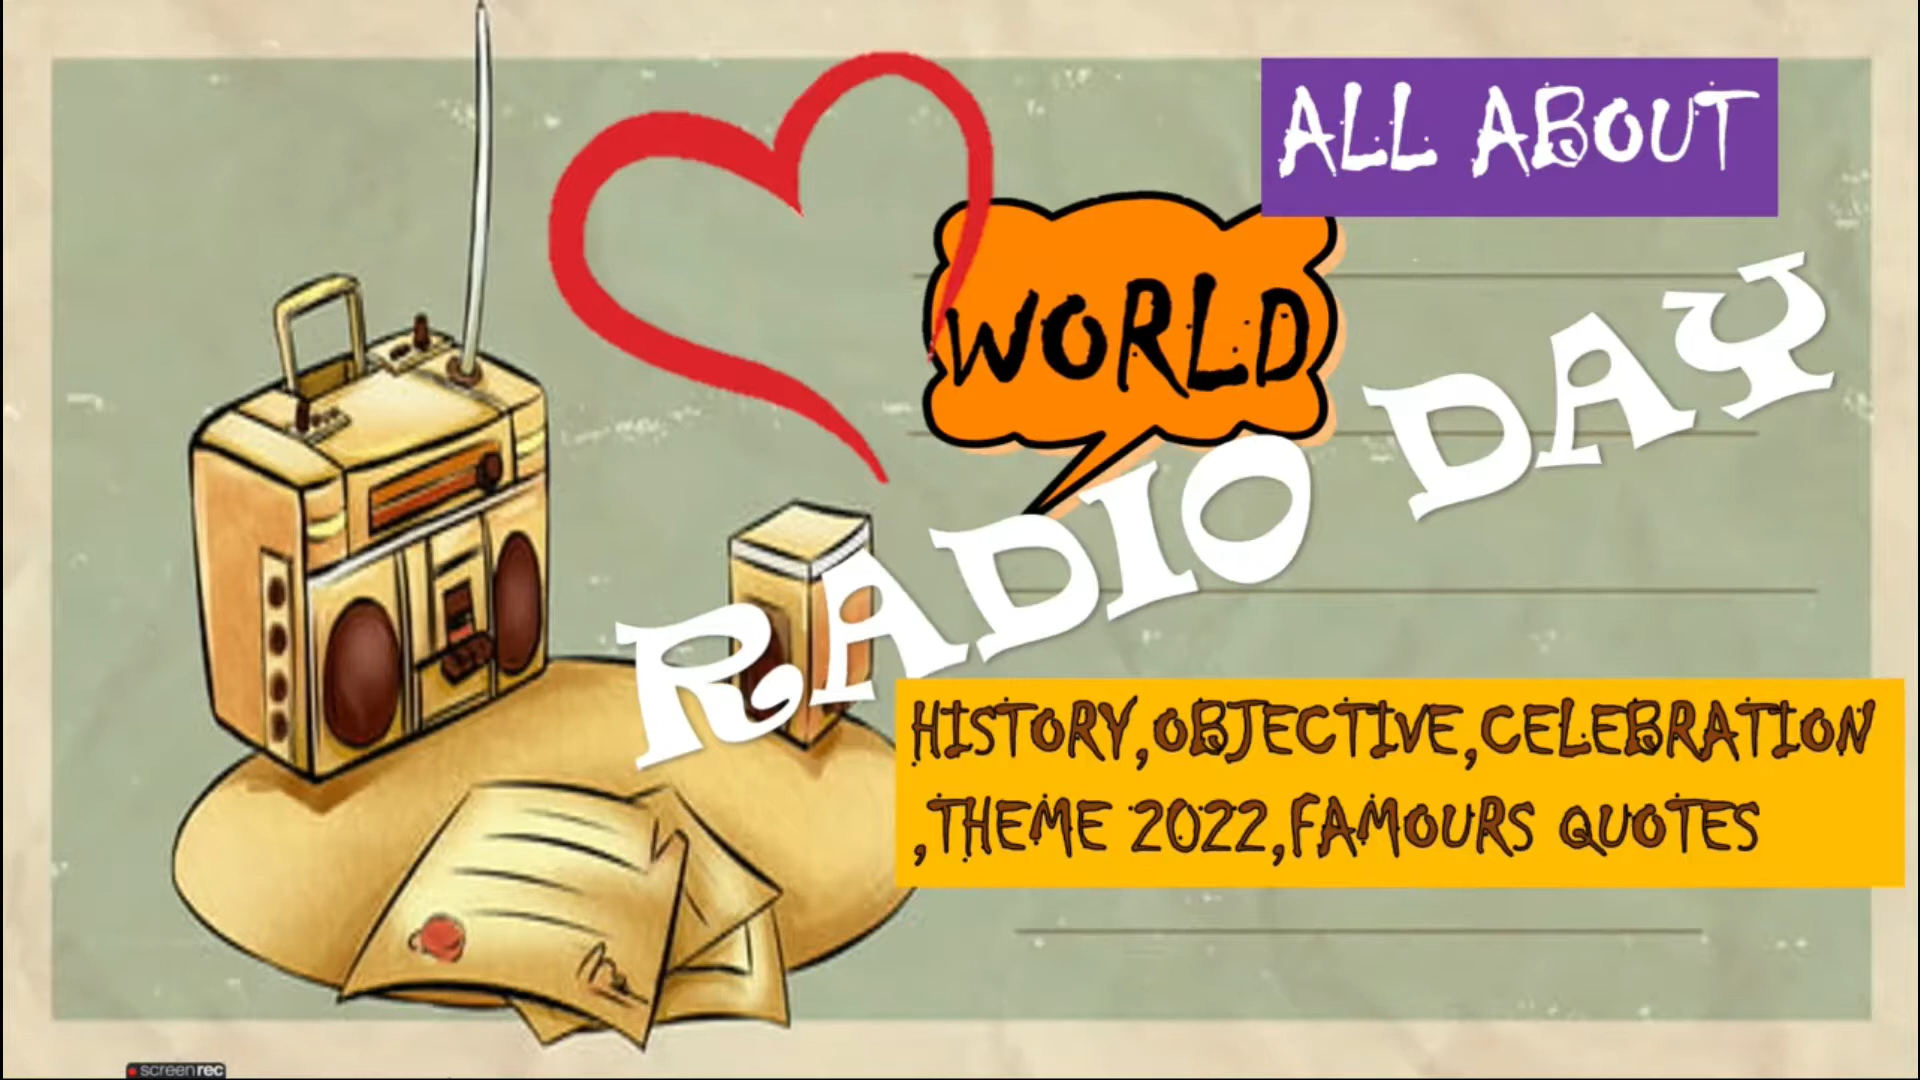 ALL ABOUT
WORLD
RADIO DAY
HISTORY,OBJECTIVE,CELEBRATION
,THEME 2022,FAMOURS QUOTES
screenrec